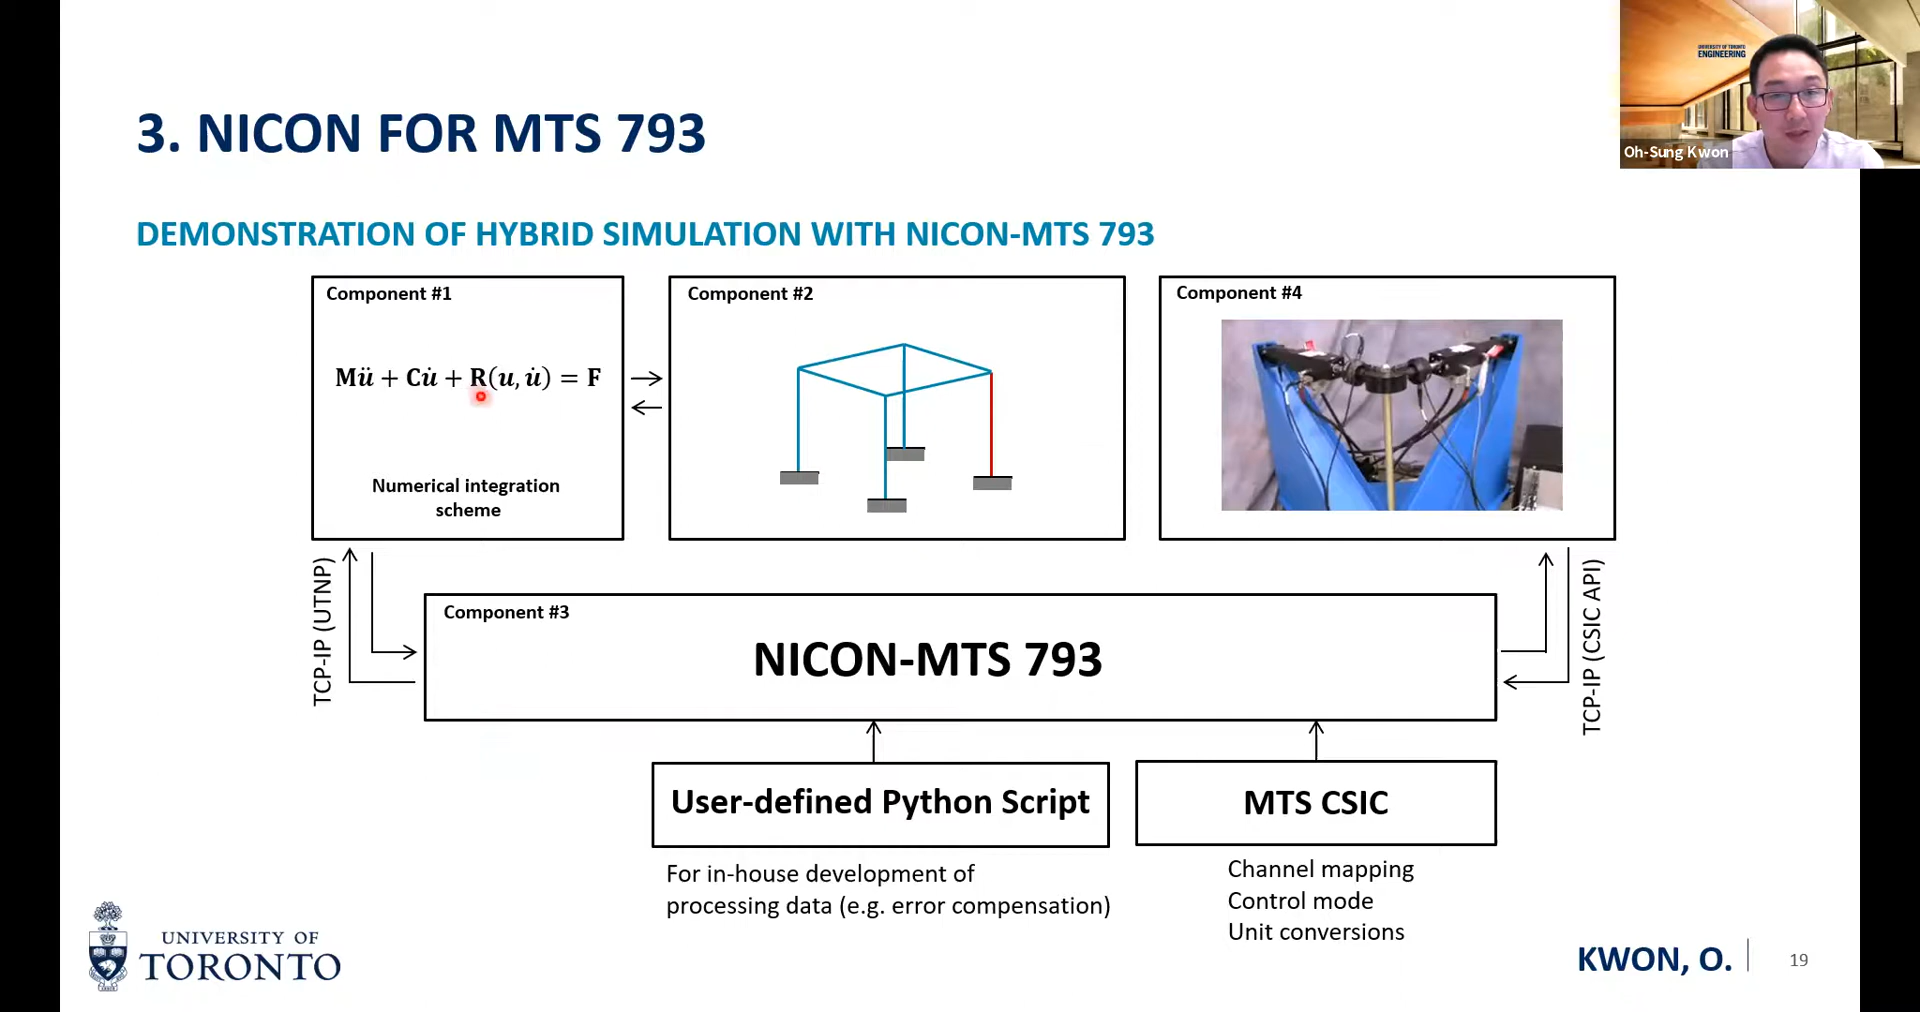 UNIVERSITY OF TORONTO
ENGINEERING
Oh-Sung Kwon
3. NICON FOR MTS 793
DEMONSTRATION OF HYBRID SIMULATION WITH NICON-MTS 793
Component #1
Mü + Cu̇ + R(u, u̇) = F
Numerical integration
scheme
Component #2
Component #4
TCP-IP (UTNP)
Component #3
NICON-MTS 793
TCP-IP (CSIC API)
User-defined Python Script
For in-house development of
processing data (e.g. error compensation)
MTS CSIC
Channel mapping
Control mode
Unit conversions
UNIVERSITY OF
TORONTO
KWON, O.
19